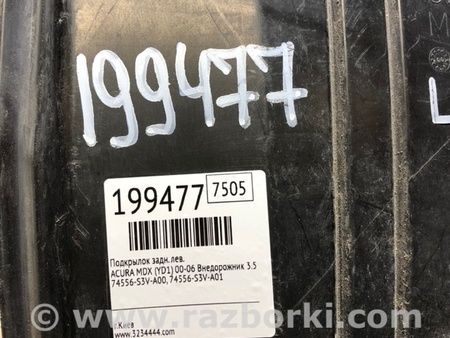 199477
M
L
199477 7505
Подкрылок задн.лев.
ACURA MDX (YD1) 00-06 Внедорожник 3.5
74556-S3V-A00, 74556-S3V-A01
г.Киев
www.3234444.com
www.razborki.com